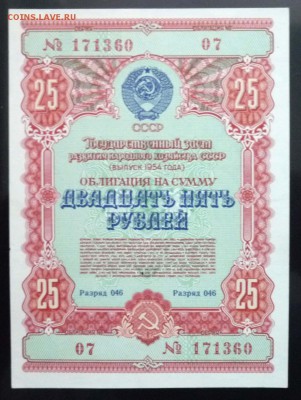 COINS.LAVE.RU
№ 171360 07
25 25
СССР
Государственный заем
развития народного хозяйства СССР
(выпуск 1954 года)
ОБЛИГАЦИЯ НА СУММУ
ДВАДЦАТЬ ПЯТЬ
РУБЛЕЙ
Разряд 046 Разряд 046
25 25
07 № 171360